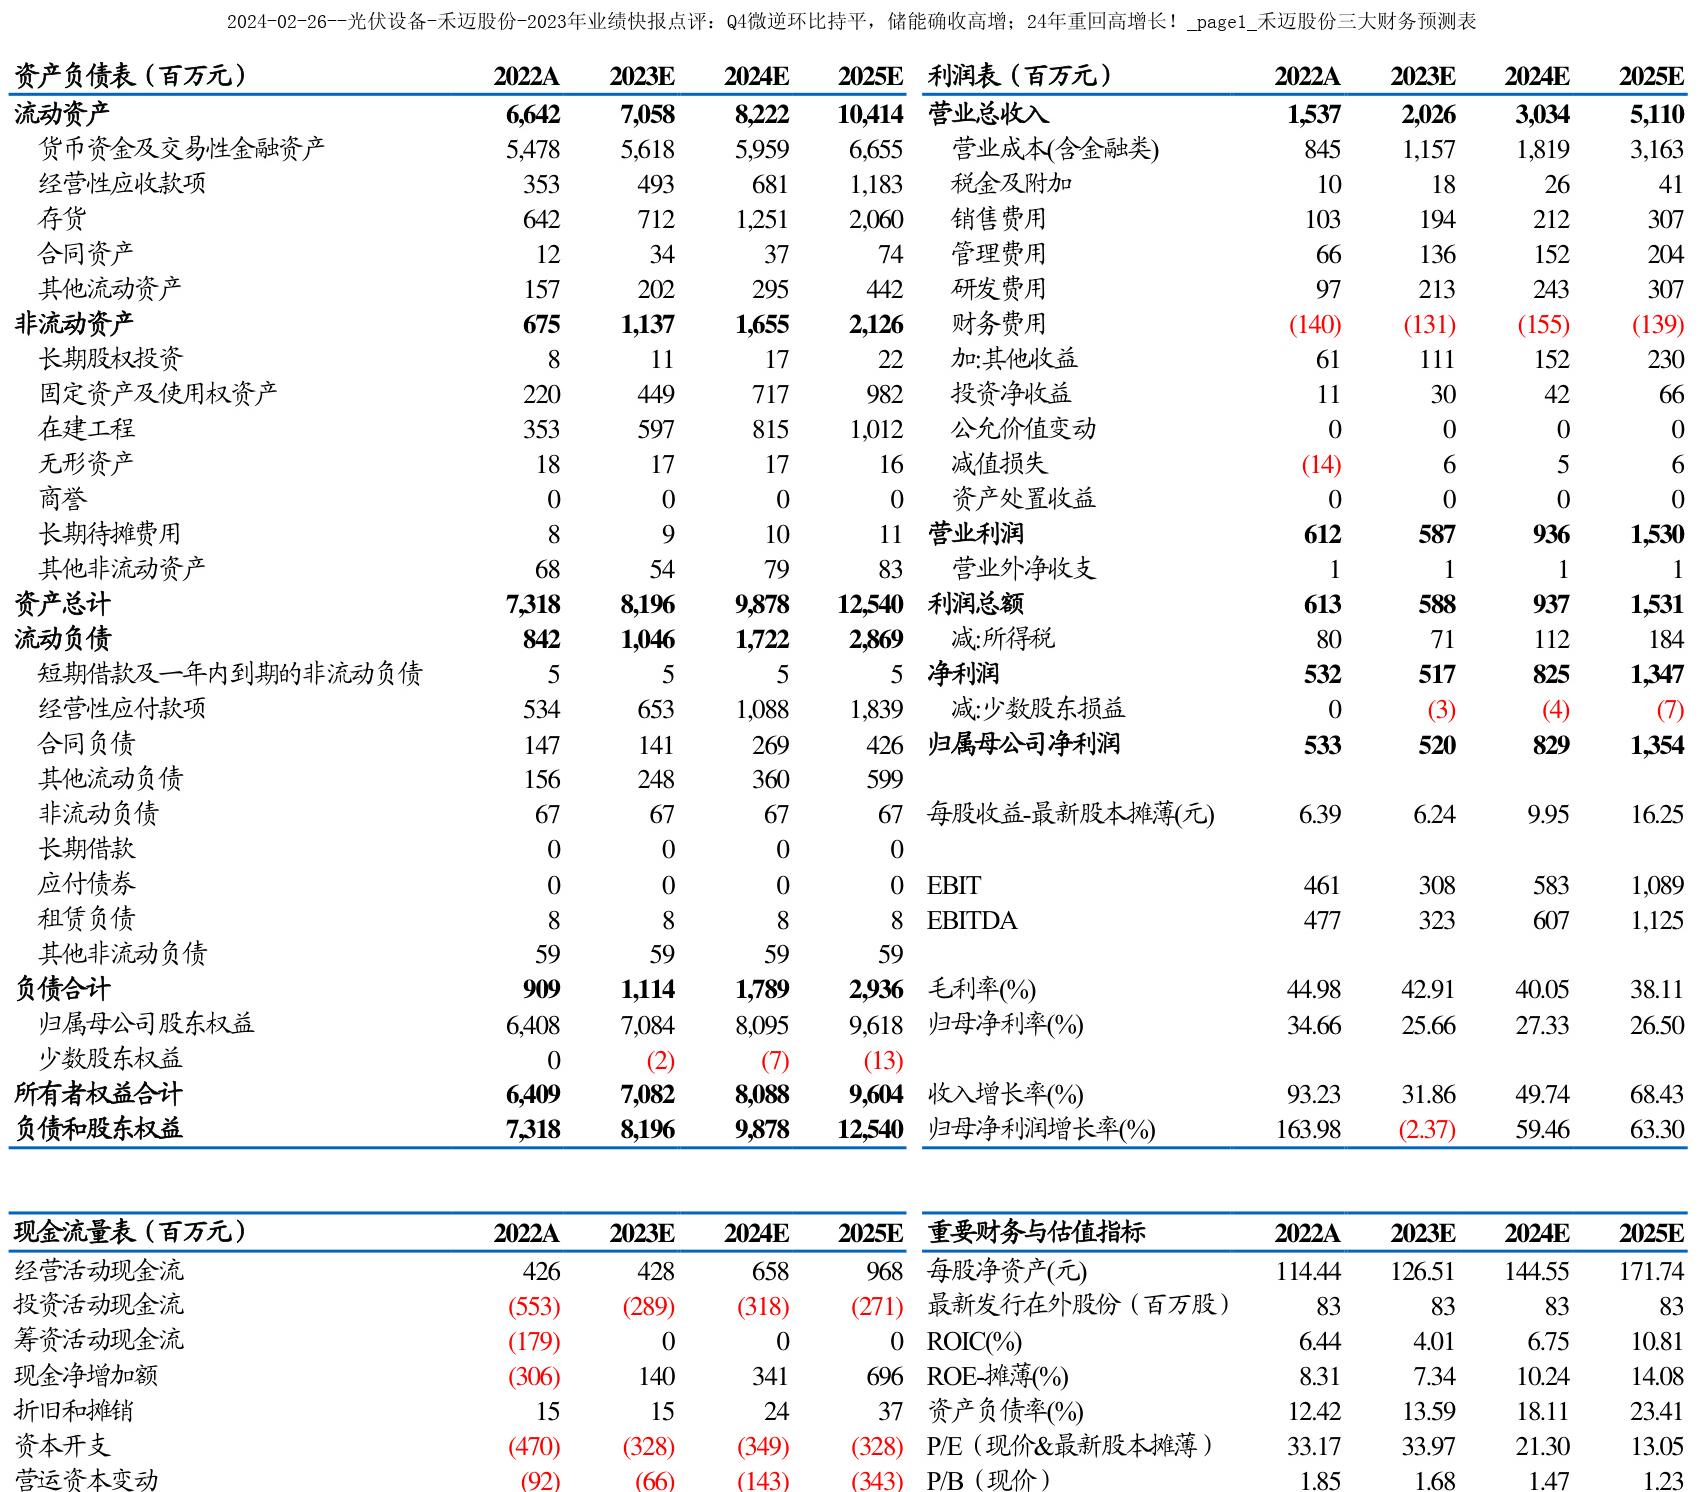 2024-02-26--光伏设备-禾迈股份-2023年业绩快报点评：Q4微逆环比持平，储能确收高增；24年重回高增长！_page1_禾迈股份三大财务预测表
资产负债表（百万元） 2022A 2023E 2024E 2025E 利润表（百万元） 2022A 2023E 2024E 2025E
流动资产 6,642 7,058 8,222 10,414 营业总收入 1,537 2,026 3,034 5,110
货币资金及交易性金融资产 5,478 5,618 5,959 6,655 营业成本(含金融类) 845 1,157 1,819 3,163
经营性应收款项 353 493 681 1,183 税金及附加 10 18 26 41
存货 642 712 1,251 2,060 销售费用 103 194 212 307
合同资产 12 34 37 74 管理费用 66 136 152 204
其他流动资产 157 202 295 442 研发费用 97 213 243 307
非流动资产 675 1,137 1,655 2,126 财务费用 (140) (131) (155) (139)
长期股权投资 8 11 17 22 加:其他收益 61 111 152 230
固定资产及使用权资产 220 449 717 982 投资净收益 11 30 42 66
在建工程 353 597 815 1,012 公允价值变动 0 0 0 0
无形资产 18 17 17 16 减值损失 (14) 6 5 6
商誉 0 0 0 0 资产处置收益 0 0 0 0
长期待摊费用 8 9 10 11 营业利润 612 587 936 1,530
其他非流动资产 68 54 79 83 营业外净收支 1 1 1 1
资产总计 7,318 8,196 9,878 12,540 利润总额 613 588 937 1,531
流动负债 842 1,046 1,722 2,869 减:所得税 80 71 112 184
短期借款及一年内到期的非流动负债 5 5 5 5 净利润 532 517 825 1,347
经营性应付款项 534 653 1,088 1,839 减:少数股东损益 0 (3) (4) (7)
合同负债 147 141 269 426 归属母公司净利润 533 520 829 1,354
其他流动负债 156 248 360 599
非流动负债 67 67 67 67 每股收益-最新股本摊薄(元) 6.39 6.24 9.95 16.25
长期借款 0 0 0 0
应付债券 0 0 0 0 EBIT 461 308 583 1,089
租赁负债 8 8 8 8 EBITDA 477 323 607 1,125
其他非流动负债 59 59 59 59
负债合计 909 1,114 1,789 2,936 毛利率(%) 44.98 42.91 40.05 38.11
归属母公司股东权益 6,408 7,084 8,095 9,618 归母净利率(%) 34.66 25.66 27.33 26.50
少数股东权益 0 (2) (7) (13)
所有者权益合计 6,409 7,082 8,088 9,604 收入增长率(%) 93.23 31.86 49.74 68.43
负债和股东权益 7,318 8,196 9,878 12,540 归母净利润增长率(%) 163.98 (2.37) 59.46 63.30
现金流量表（百万元） 2022A 2023E 2024E 2025E 重要财务与估值指标 2022A 2023E 2024E 2025E
经营活动现金流 426 428 658 968 每股净资产(元) 114.44 126.51 144.55 171.74
投资活动现金流 (553) (289) (318) (271) 最新发行在外股份（百万股） 83 83 83 83
筹资活动现金流 (179) 0 0 0 ROIC(%) 6.44 4.01 6.75 10.81
现金净增加额 (306) 140 341 696 ROE-摊薄(%) 8.31 7.34 10.24 14.08
折旧和摊销 15 15 24 37 资产负债率(%) 12.42 13.59 18.11 23.41
资本开支 (470) (328) (349) (328) P/E（现价&最新股本摊薄） 33.17 33.97 21.30 13.05
营运资本变动 (92) (66) (143) (343) P/B（现价） 1.85 1.68 1.47 1.23